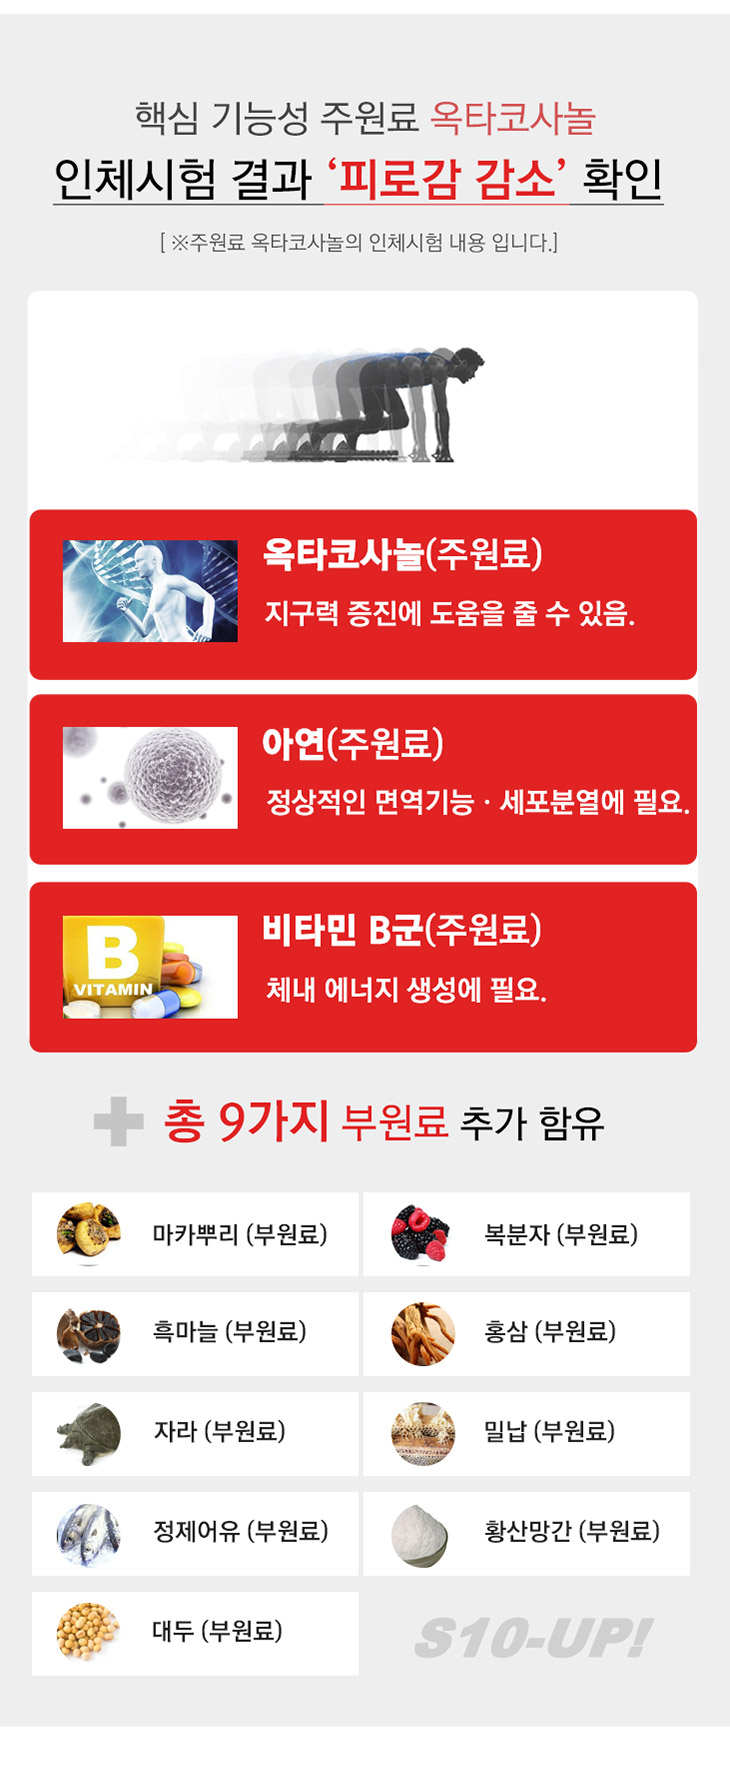 핵심 기능성 주원료 옥타코사놀
인체시험 결과 ‘피로감 감소’ 확인
[ ※주원료 옥타코사놀의 인체시험 내용 입니다.]
옥타코사놀(주원료)
지구력 증진에 도움을 줄 수 있음.
아연(주원료)
정상적인 면역기능 · 세포분열에 필요.
B
VITAMIN
비타민 B군(주원료)
체내 에너지 생성에 필요.
+ 총 9가지 부원료 추가 함유
마카뿌리 (부원료)
복분자 (부원료)
흑마늘 (부원료)
홍삼 (부원료)
자라 (부원료)
밀납 (부원료)
정제어유 (부원료)
황산망간 (부원료)
대두 (부원료)
S10-UP!